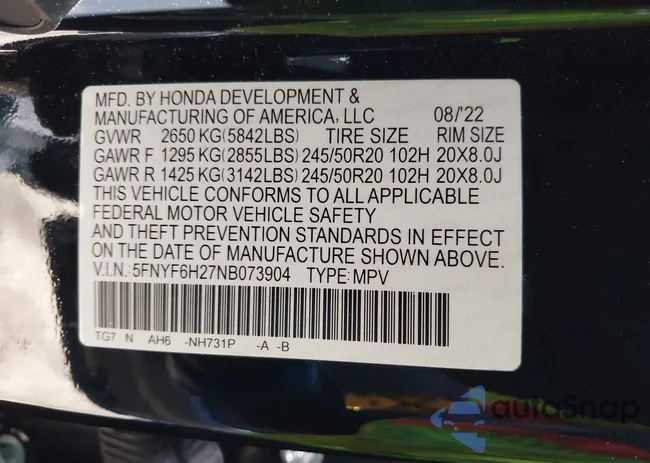 MFD. BY HONDA DEVELOPMENT &
MANUFACTURING OF AMERICA, LLC 08/'22
GVWR 2650 KG(5842LBS) TIRE SIZE RIM SIZE
GAWR F 1295 KG(2855LBS) 245/50R20 102H 20X8.0J
GAWR R 1425 KG(3142LBS) 245/50R20 102H 20X8.0J
THIS VEHICLE CONFORMS TO ALL APPLICABLE
FEDERAL MOTOR VEHICLE SAFETY
AND THEFT PREVENTION STANDARDS IN EFFECT
ON THE DATE OF MANUFACTURE SHOWN ABOVE.
V.I.N.: 5FNYF6H27NB073904 TYPE:MPV
TG7 N AH6 -NH731P -A -B
autoSnap